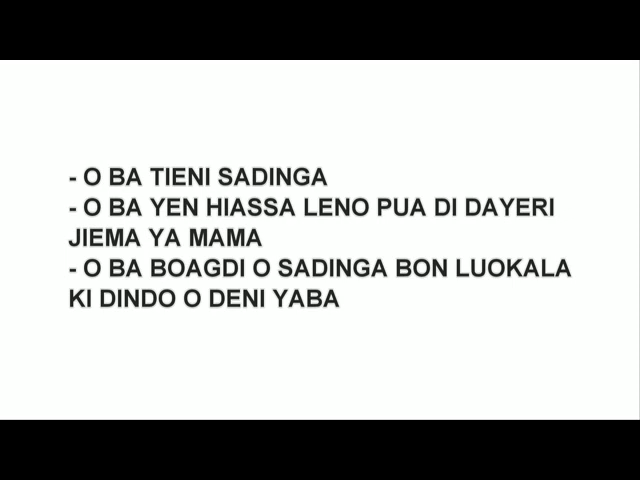 - O BA TIENI SADINGA
- O BA YEN HIASSA LENO PUA DI DAYERI
JIEMA YA MAMA
- O BA BOAGDI O SADINGA BON LUOKALA
KI DINDO O DENI YABA